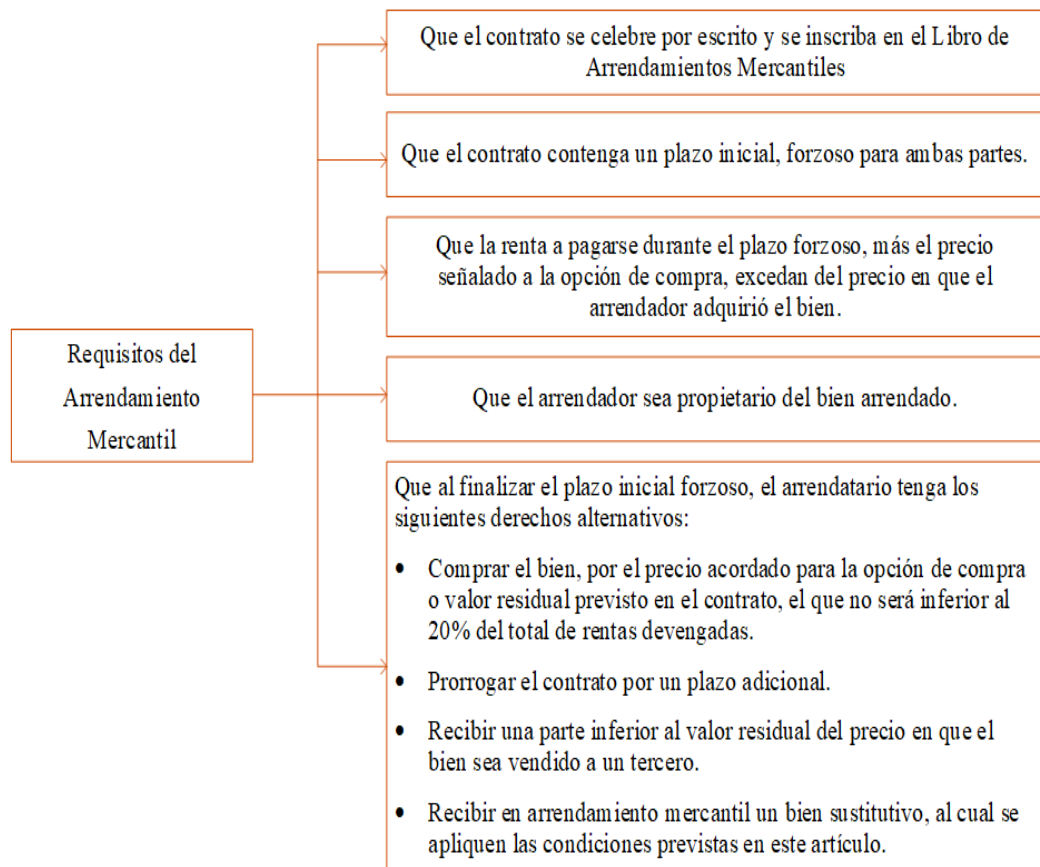 Que el contrato se celebre por escrito y se inscriba en el Libro de
Arrendamientos Mercantiles
Que el contrato contenga un plazo inicial, forzoso para ambas partes.
Que la renta a pagarse durante el plazo forzoso, más el precio
señalado a la opción de compra, excedan del precio en que el
arrendador adquirió el bien.
Requisitos del
Arrendamiento
Mercantil
Que el arrendador sea propietario del bien arrendado.
Que al finalizar el plazo inicial forzoso, el arrendatario tenga los
siguientes derechos alternativos:
• Comprar el bien, por el precio acordado para la opción de compra
o valor residual previsto en el contrato, el que no será inferior al
20% del total de rentas devengadas.
• Prorrogar el contrato por un plazo adicional.
• Recibir una parte inferior al valor residual del precio en que el
bien sea vendido a un tercero.
• Recibir en arrendamiento mercantil un bien sustitutivo, al cual se
apliquen las condiciones previstas en este artículo.